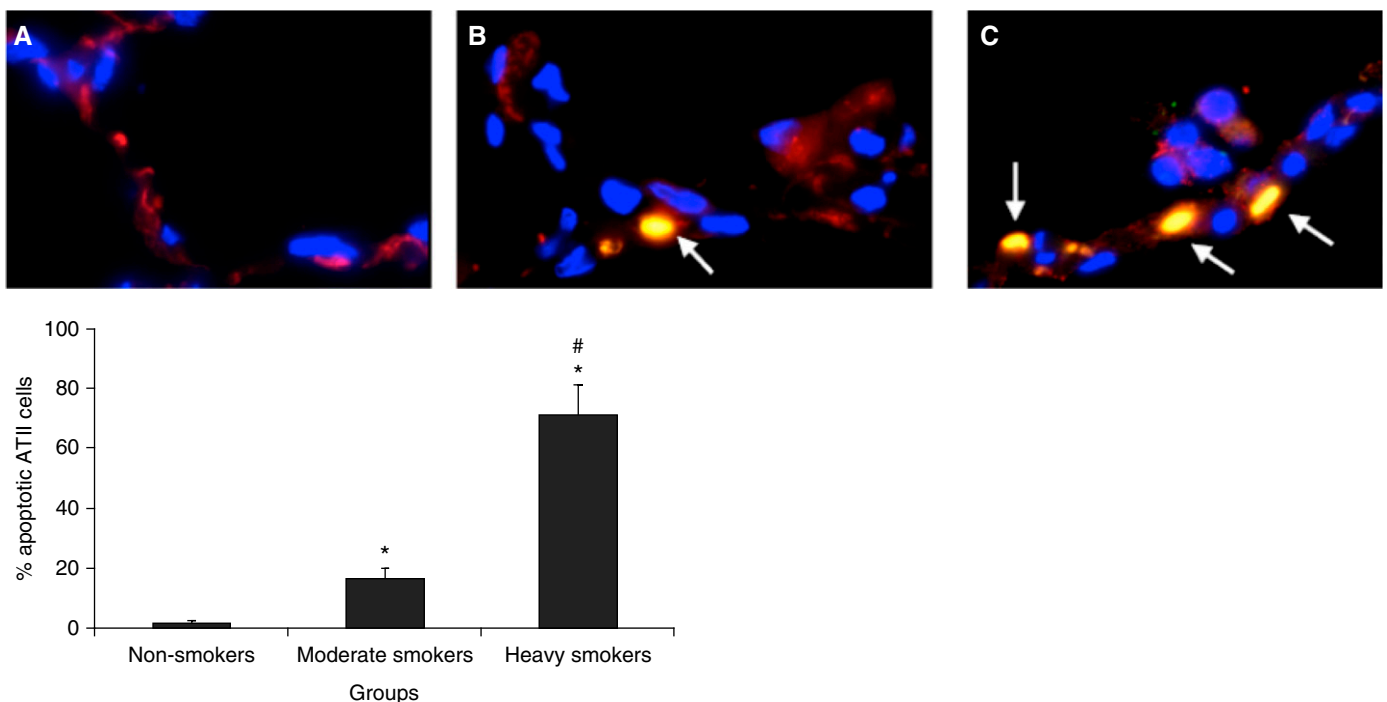 A
B
C
100
80
60
40
20
0
% apoptotic ATII cells
*
#
*
Non-smokers
Moderate smokers
Heavy smokers
Groups